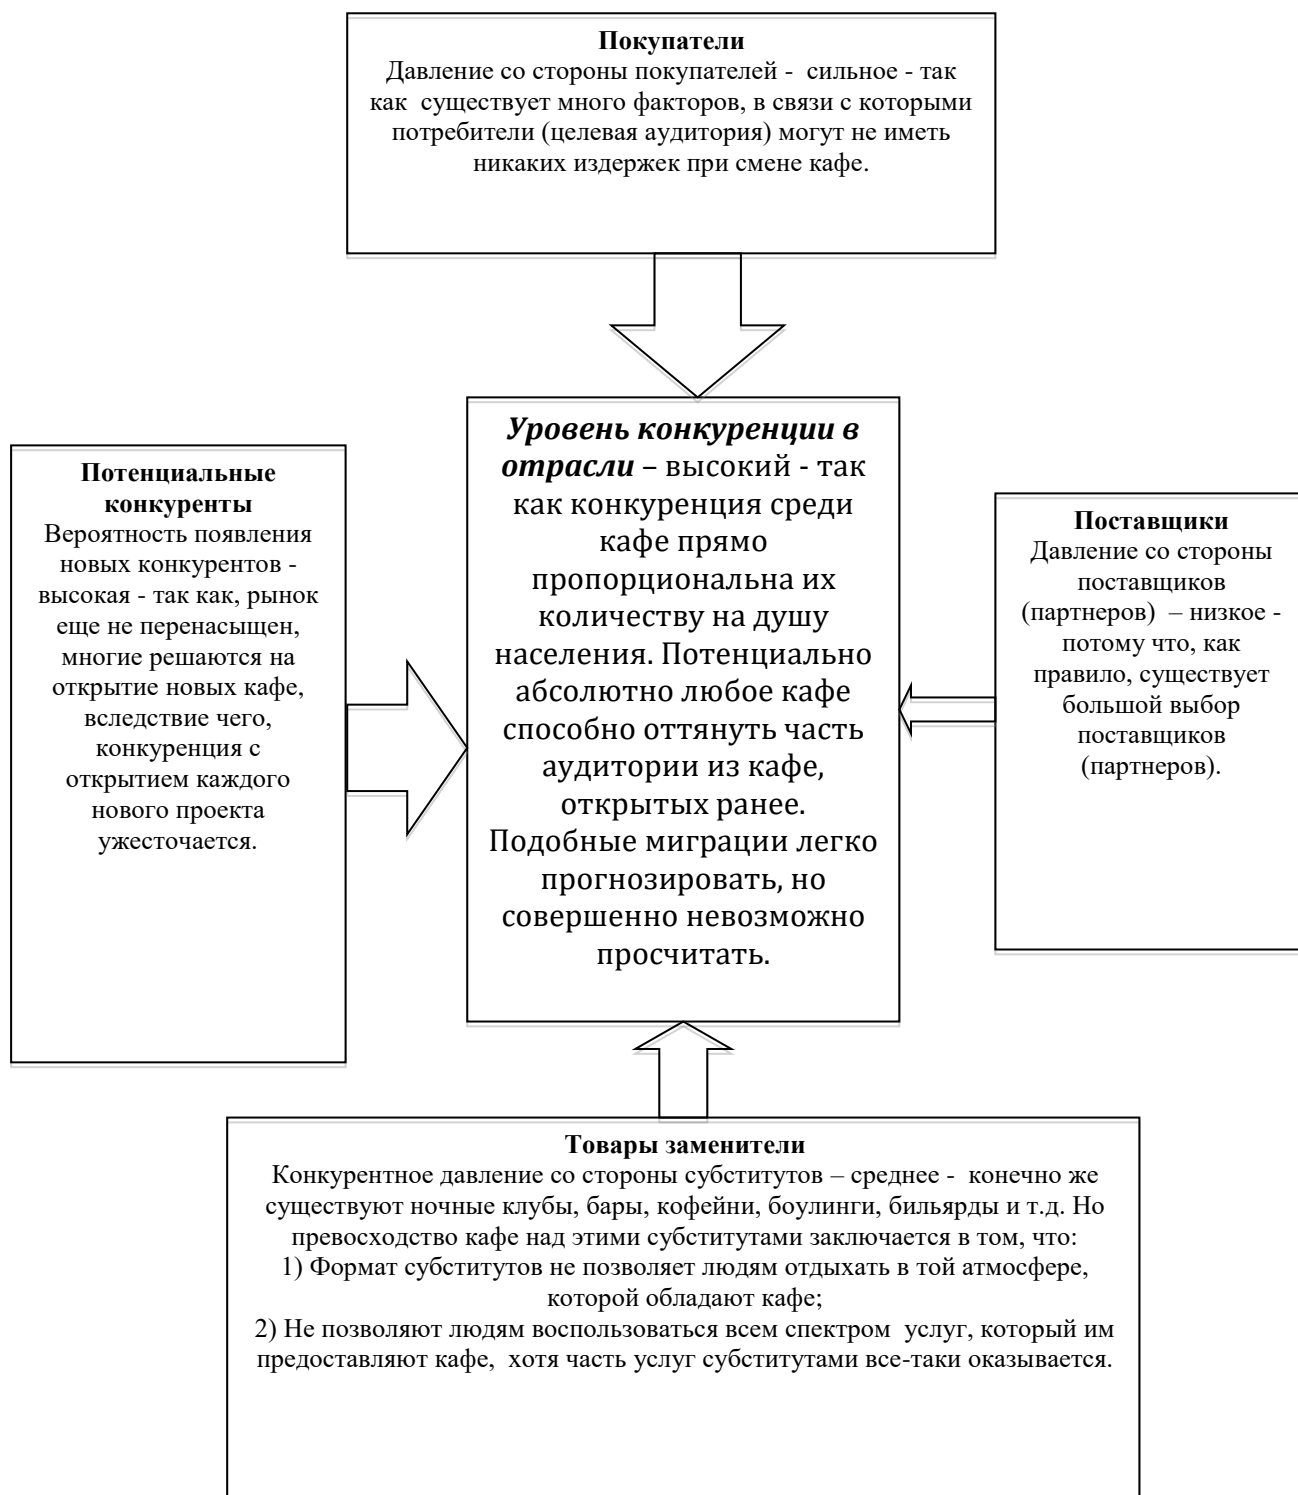 Покупатели
Давление со стороны покупателей - сильное - так
как существует много факторов, в связи с которыми
потребители (целевая аудитория) могут не иметь
никаких издержек при смене кафе.
Потенциальные
конкуренты
Вероятность появления
новых конкурентов -
высокая - так как, рынок
еще не перенасыщен,
многие решаются на
открытие новых кафе,
вследствие чего,
конкуренция с
открытием каждого
нового проекта
ужесточается.
Уровень конкуренции в
отрасли – высокий - так
как конкуренция среди
кафе прямо
пропорциональна их
количеству на душу
населения. Потенциально
абсолютно любое кафе
способно оттянуть часть
аудитории из кафе,
открытых ранее.
Подобные миграции легко
прогнозировать, но
совершенно невозможно
просчитать.
Поставщики
Давление со стороны
поставщиков
(партнеров) – низкое -
потому что, как
правило, существует
большой выбор
поставщиков
(партнеров).
Товары заменители
Конкурентное давление со стороны субститутов – среднее - конечно же
существуют ночные клубы, бары, кофейни, боулинги, бильярды и т.д. Но
превосходство кафе над этими субститутами заключается в том, что:
1) Формат субститутов не позволяет людям отдыхать в той атмосфере,
которой обладают кафе;
2) Не позволяют людям воспользоваться всем спектром услуг, который им
предоставляют кафе, хотя часть услуг субститутами все-таки оказывается.